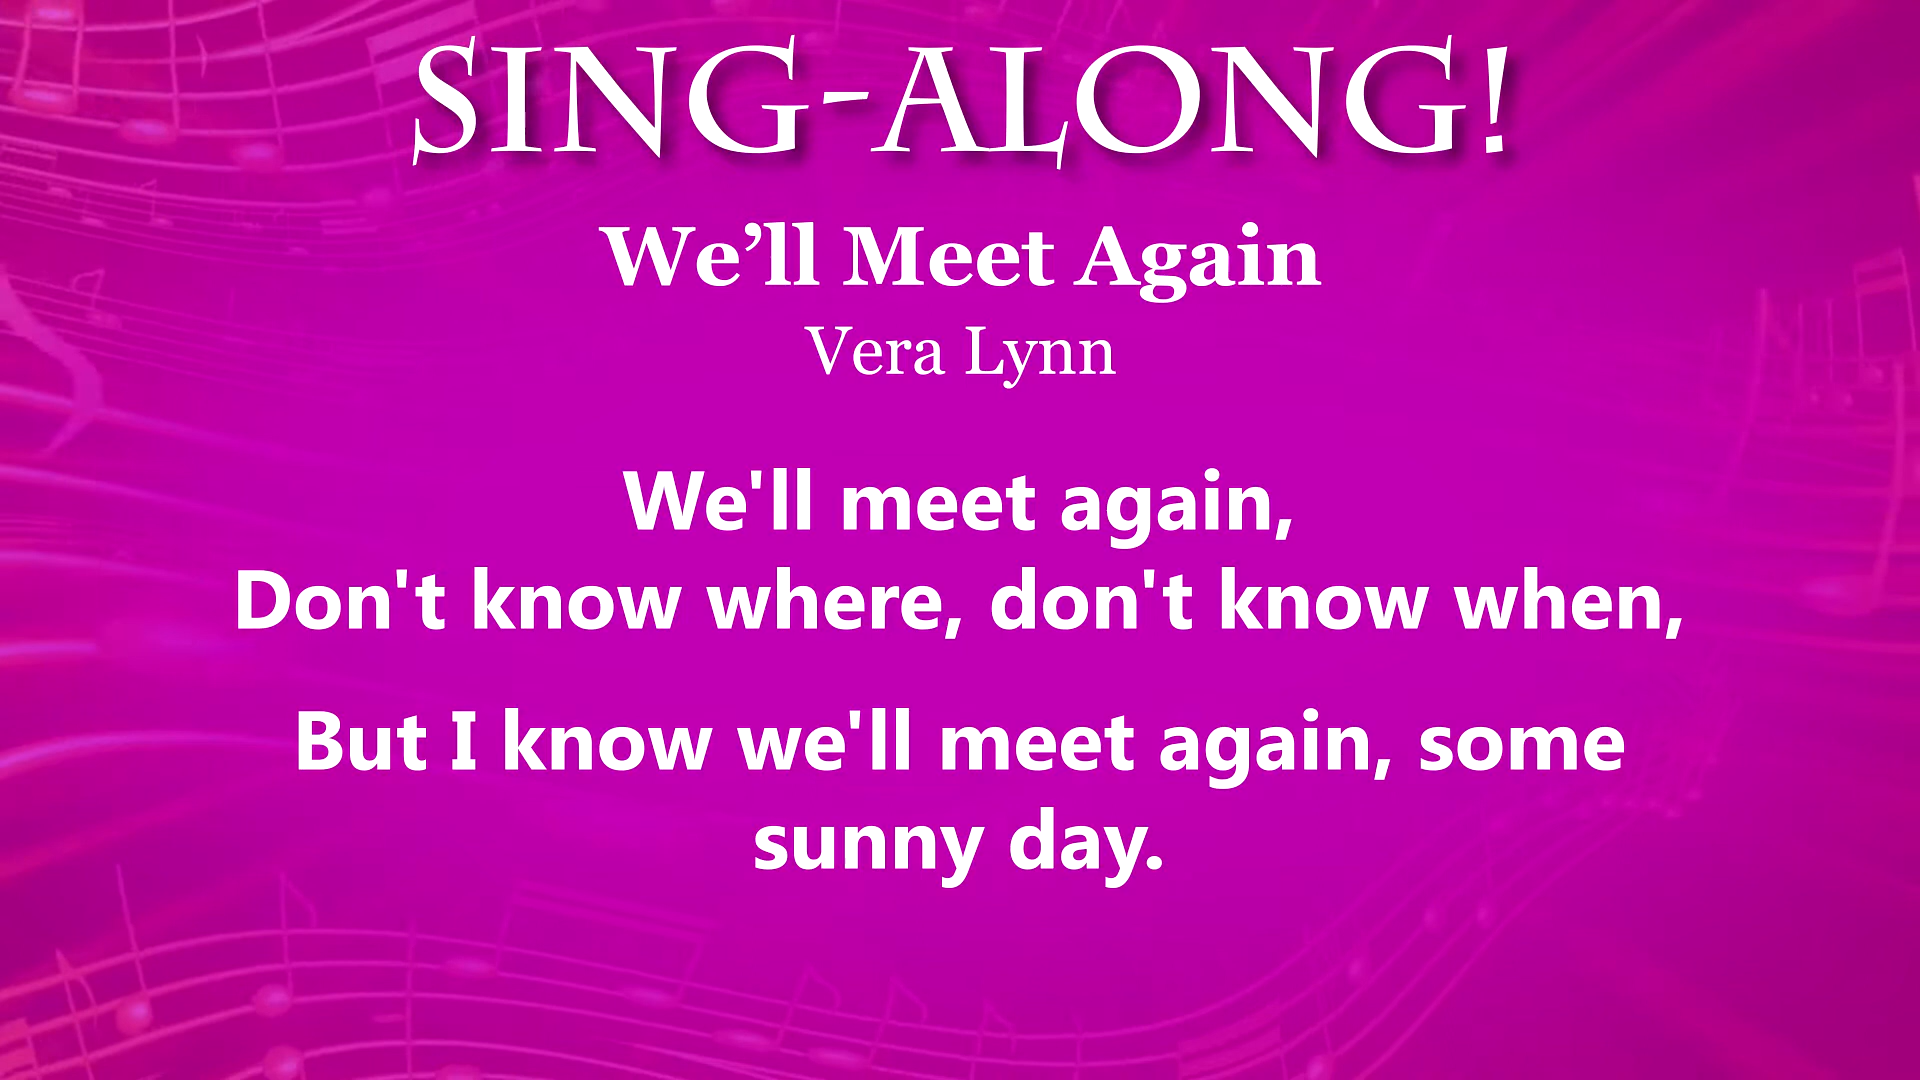 SING-ALONG!
We’ll Meet Again
Vera Lynn
We'll meet again,
Don't know where, don't know when,
But I know we'll meet again, some
sunny day.